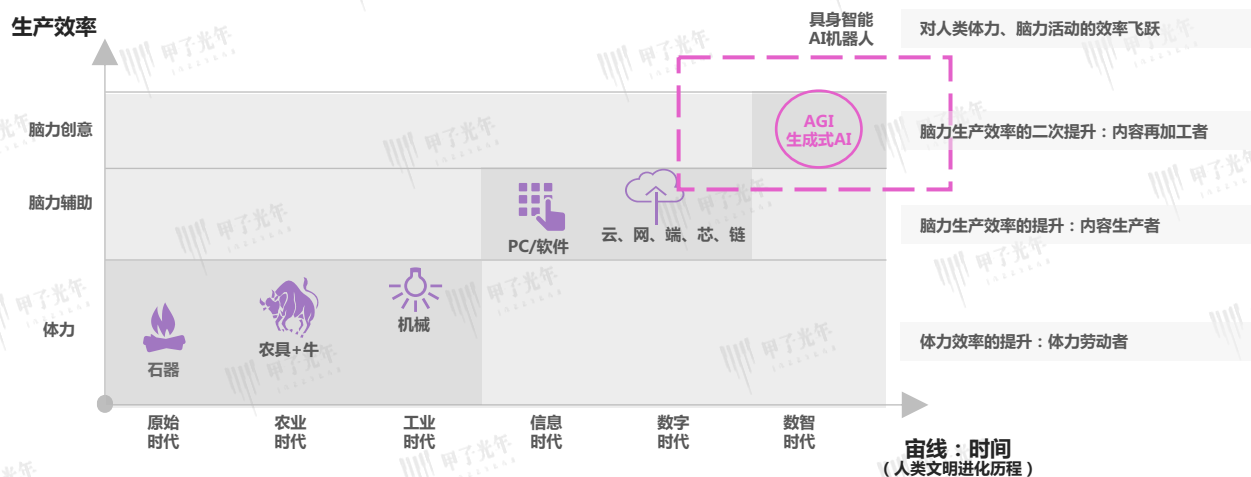 生产效率
具身智能
AI机器人
对人类体力、脑力活动的效率飞跃
脑力创意
AGI
生成式AI
脑力生产效率的二次提升：内容再加工者
脑力辅助
PC/软件
云、网、端、芯、链
脑力生产效率的提升：内容生产者
体力
石器
农具+牛
机械
体力效率的提升：体力劳动者
原始
时代
农业
时代
工业
时代
信息
时代
数字
时代
数智
时代
宙线：时间
（人类文明进化历程）
甲子光年
JAZZYEAR